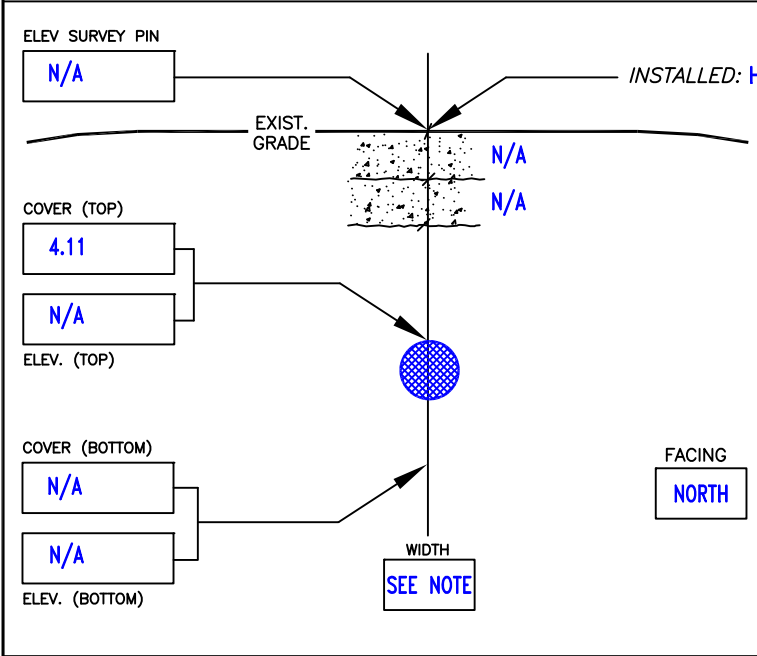 ELEV SURVEY PIN
N/A
INSTALLED: H
EXIST.
GRADE
N/A
N/A
COVER (TOP)
4.11
N/A
ELEV. (TOP)
COVER (BOTTOM)
N/A
N/A
ELEV. (BOTTOM)
FACING
NORTH
WIDTH
SEE NOTE